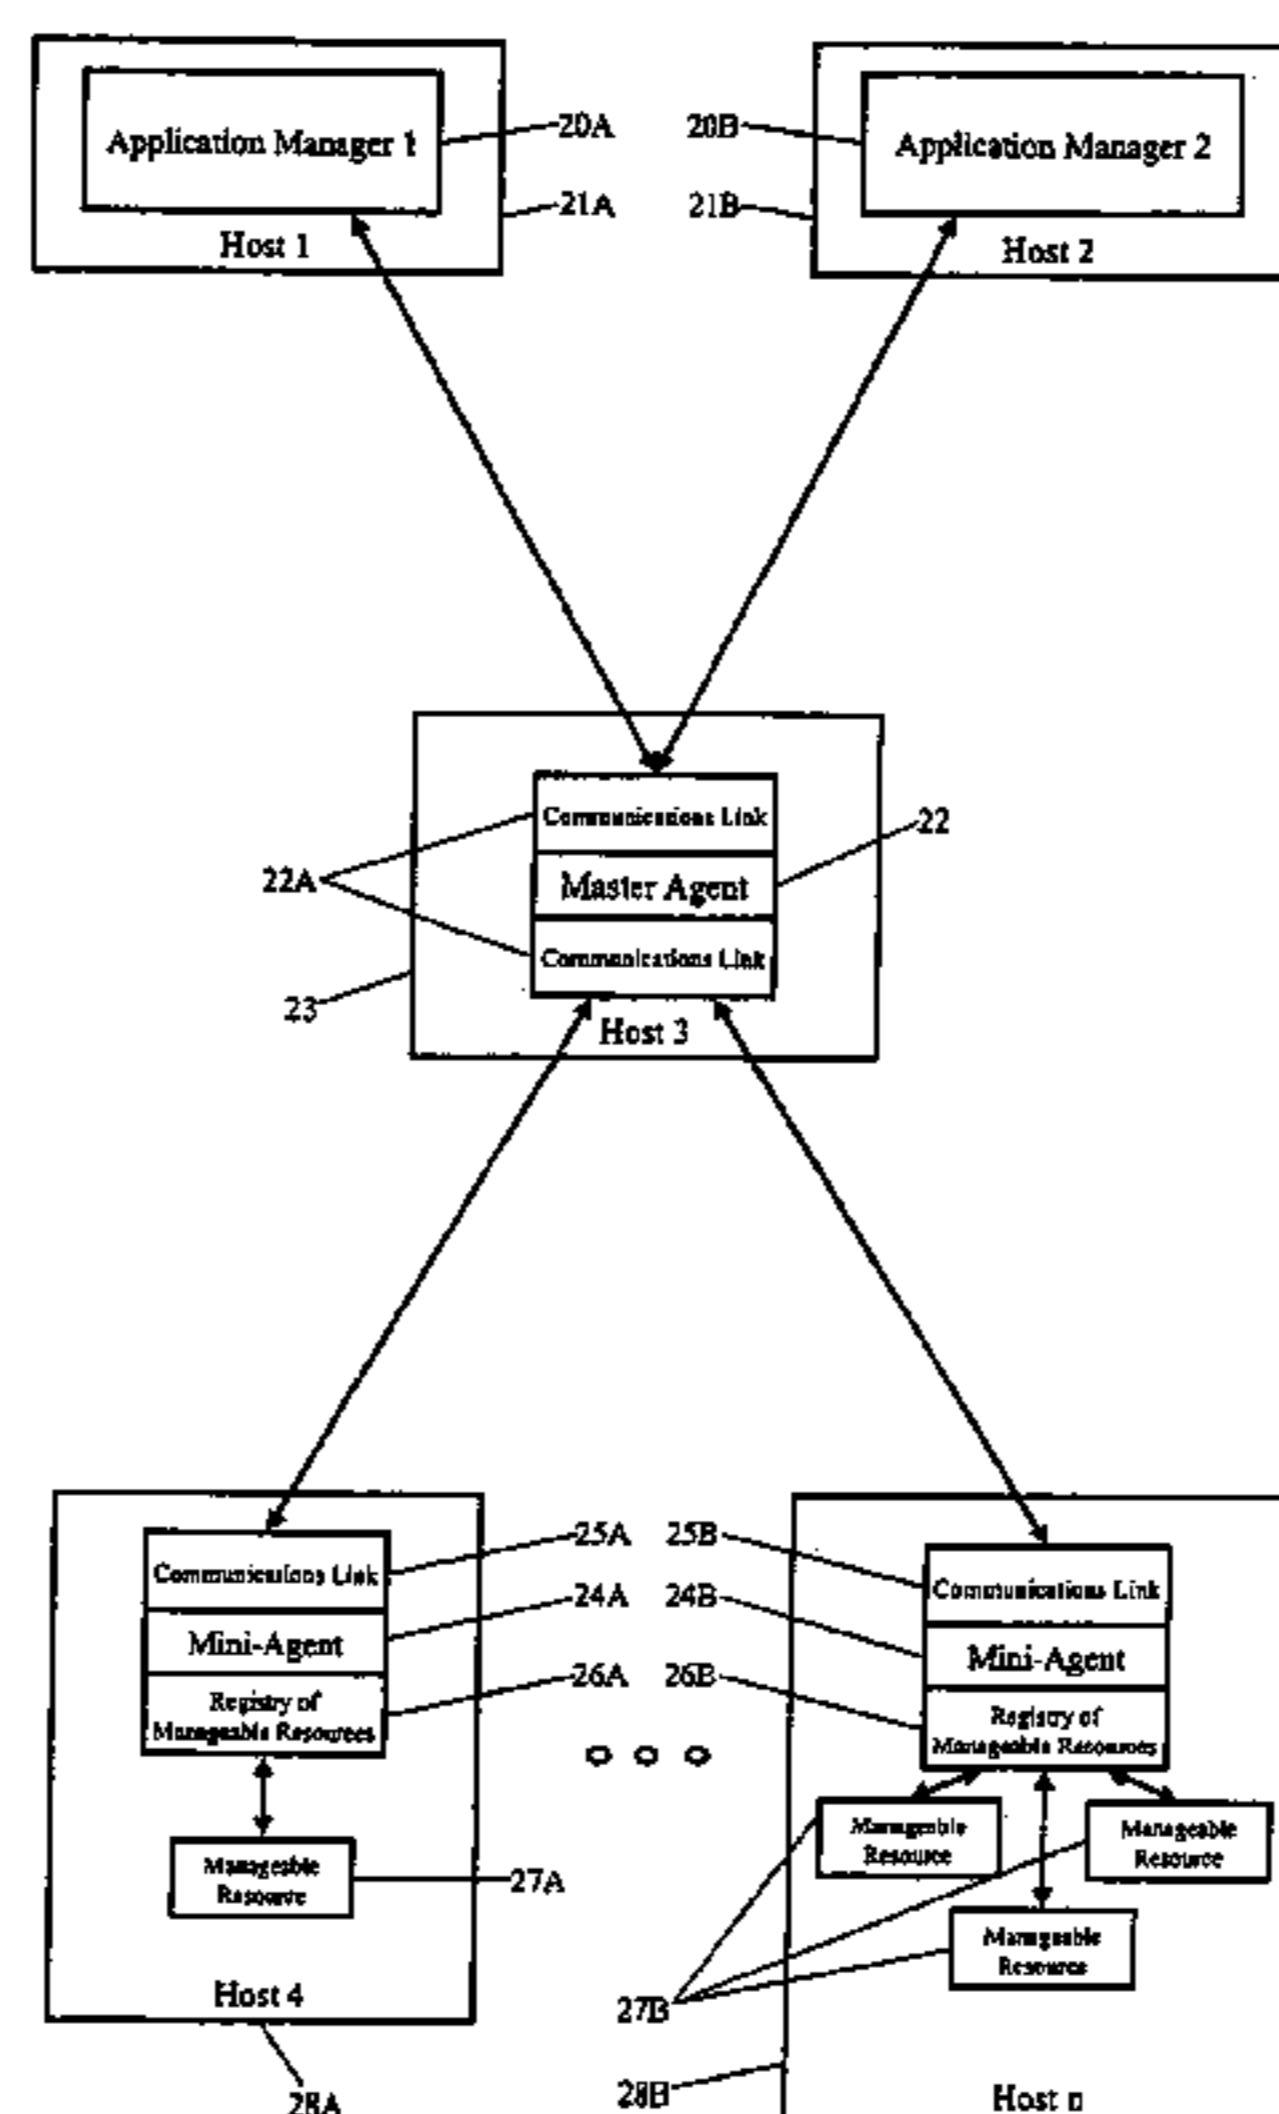 Application Manager 1
20A
20B
Application Manager 2
21A
21B
Host 1
Host 2
Communications Link
22
22A
Master Agent
Communications Link
23
Host 3
25A
25B
Communications Link
Communications Link
24A
24B
Mini-Agent
Mini-Agent
26A
26B
Registry of
Manageable Resources
Registry of
Manageable Resources
Manageable
Resource
27A
Manageable
Resource
Manageable
Resource
Manageable
Resource
Host 4
27B
28A
28B
Host n